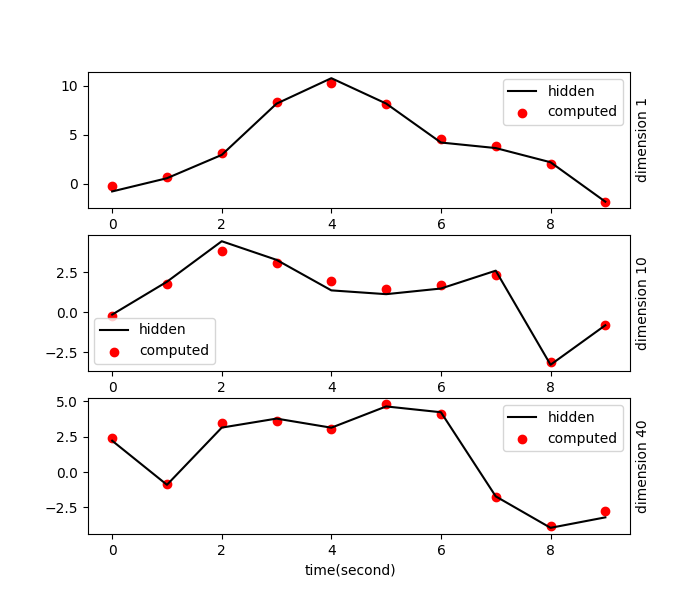 10
5
0
hidden
computed
dimension 1
0 2 4 6 8
2.5
0.0
−2.5
hidden
computed
dimension 10
0 2 4 6 8
5.0
2.5
0.0
−2.5
hidden
computed
dimension 40
0 2 4 6 8
time(second)